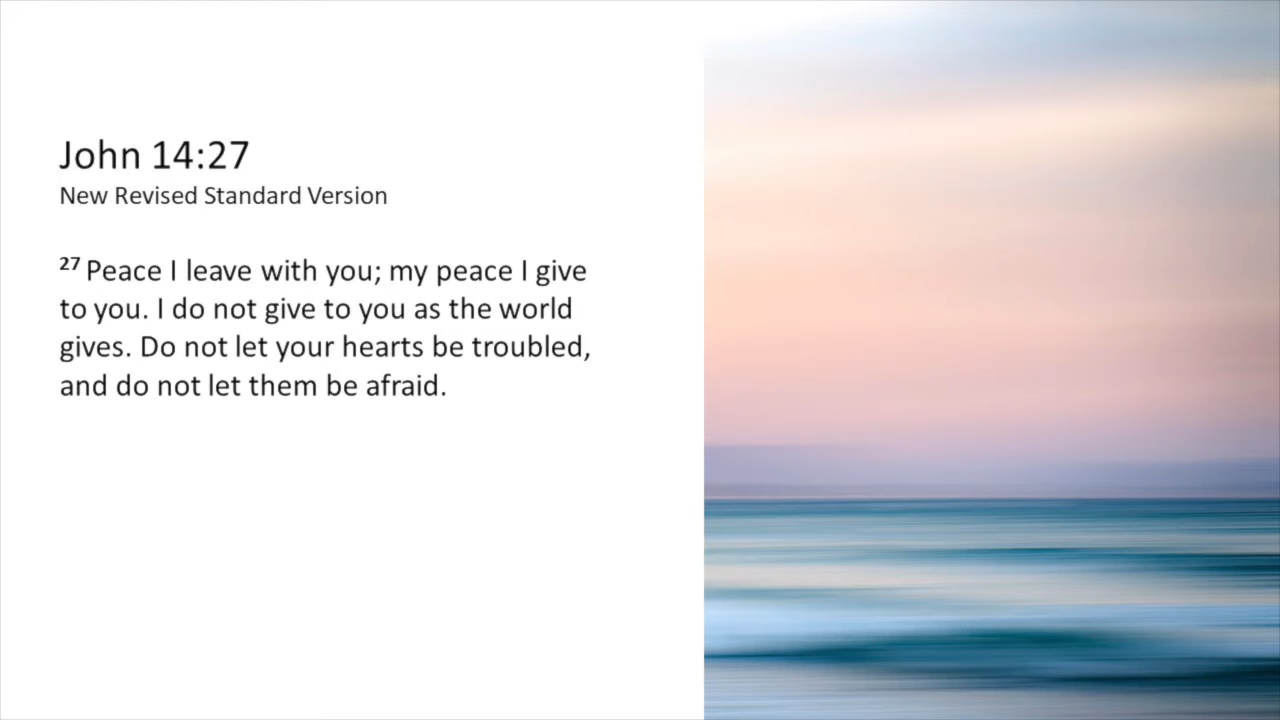 John 14:27
New Revised Standard Version
27 Peace I leave with you; my peace I give
to you. I do not give to you as the world
gives. Do not let your hearts be troubled,
and do not let them be afraid.